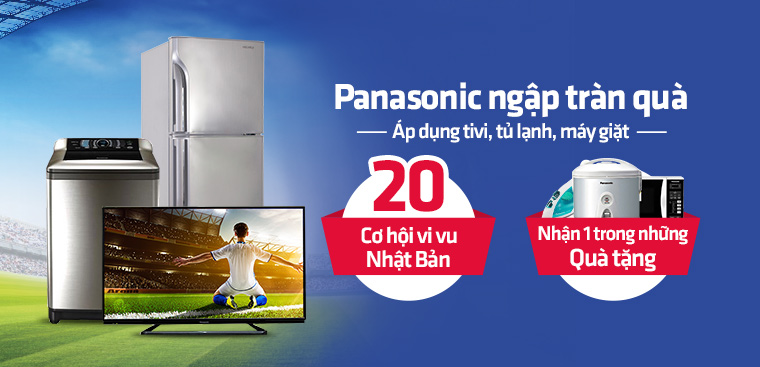 Panasonic ngập tràn quà
Áp dụng tivi, tủ lạnh, máy giặt
20
Cơ hội vi vu
Nhật Bản
Panasonic
Nhận 1 trong những
Quà tặng